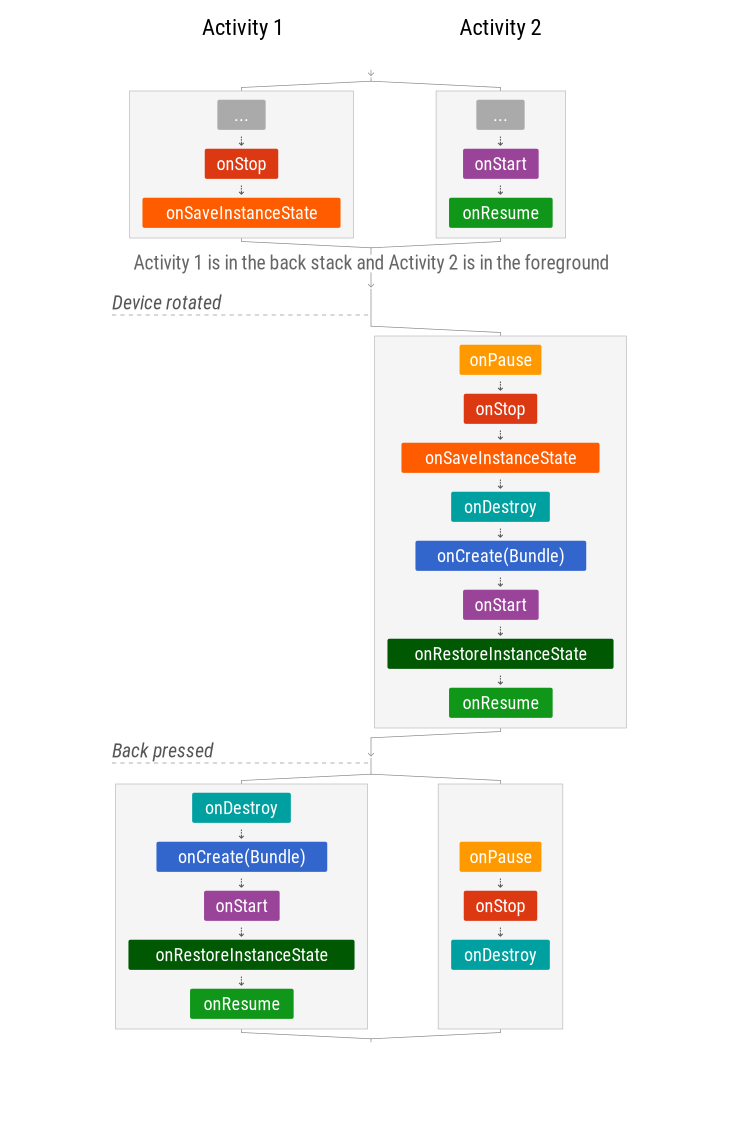 Activity 1
Activity 2
...
onStop
onSaveInstanceState
...
onStart
onResume
Activity 1 is in the back stack and Activity 2 is in the foreground
Device rotated
onPause
onStop
onSaveInstanceState
onDestroy
onCreate(Bundle)
onStart
onRestoreInstanceState
onResume
Back pressed
onDestroy
onCreate(Bundle)
onStart
onRestoreInstanceState
onResume
onPause
onStop
onDestroy